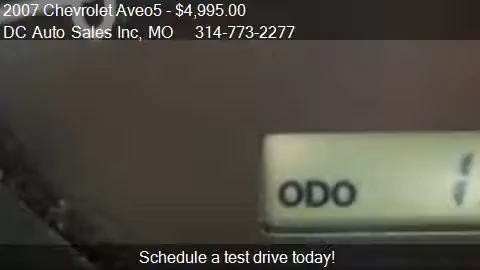 2007 Chevrolet Aveo5 - $4,995.00
DC Auto Sales Inc, MO 314-773-2277
ODO
Schedule a test drive today!